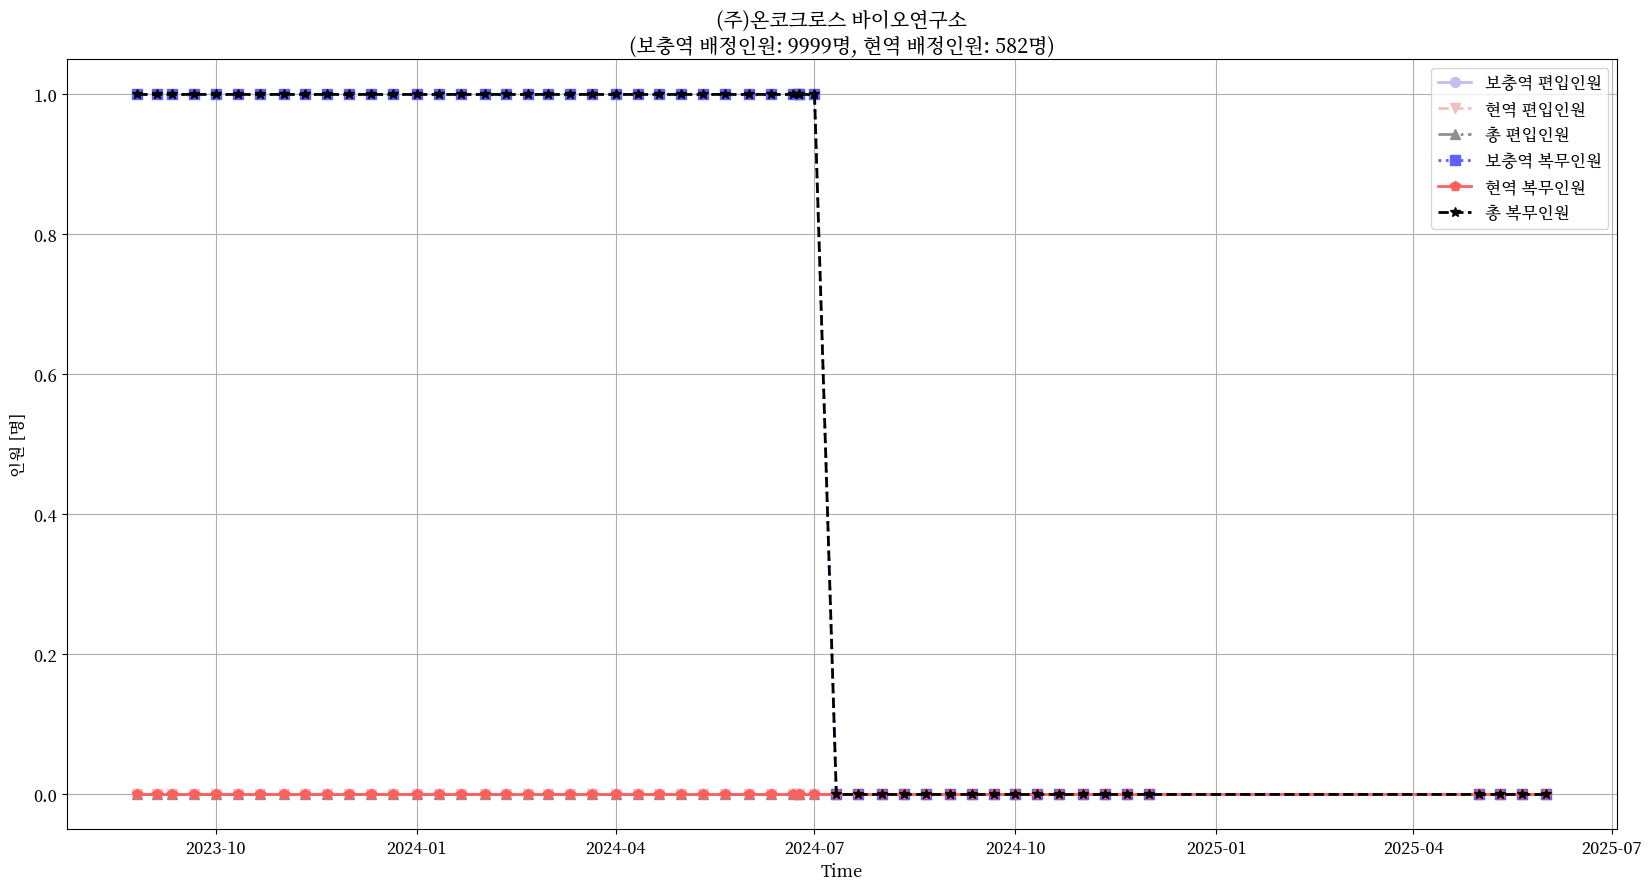 (주)온코크로스 바이오연구소
(보충역 배정인원: 9999명, 현역 배정인원: 582명)
보충역 편입인원
현역 편입인원
총 편입인원
보충역 복무인원
현역 복무인원
총 복무인원
1.0
0.8
0.6
0.4
0.2
0.0
인원 [명]
2023-10
2024-01
2024-04
2024-07
2024-10
2025-01
2025-04
2025-07
Time